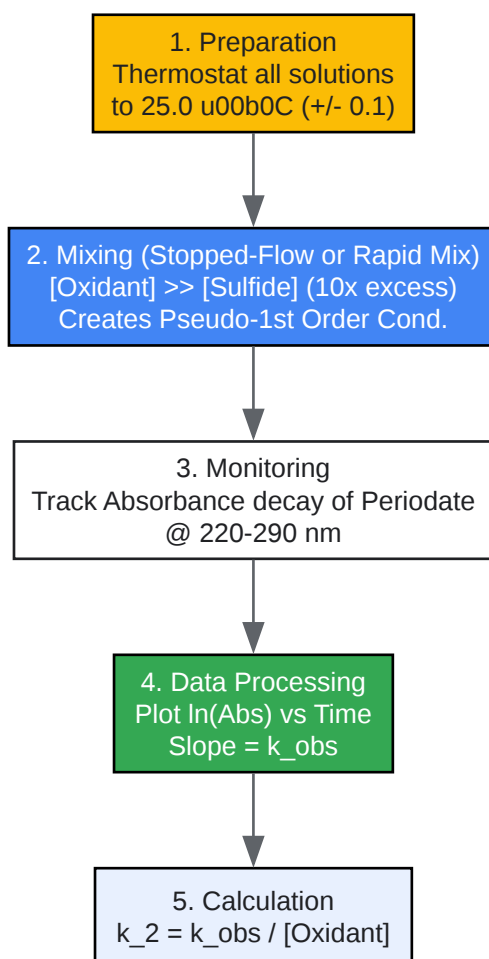 1. Preparation
Thermostat all solutions
to 25.0 u00b0C (+/- 0.1)
2. Mixing (Stopped-Flow or Rapid Mix)
[Oxidant] >> [Sulfide] (10x excess)
Creates Pseudo-1st Order Cond.
3. Monitoring
Track Absorbance decay of Periodate
@ 220-290 nm
4. Data Processing
Plot ln(Abs) vs Time
Slope = k_obs
5. Calculation
k_2 = k_obs / [Oxidant]